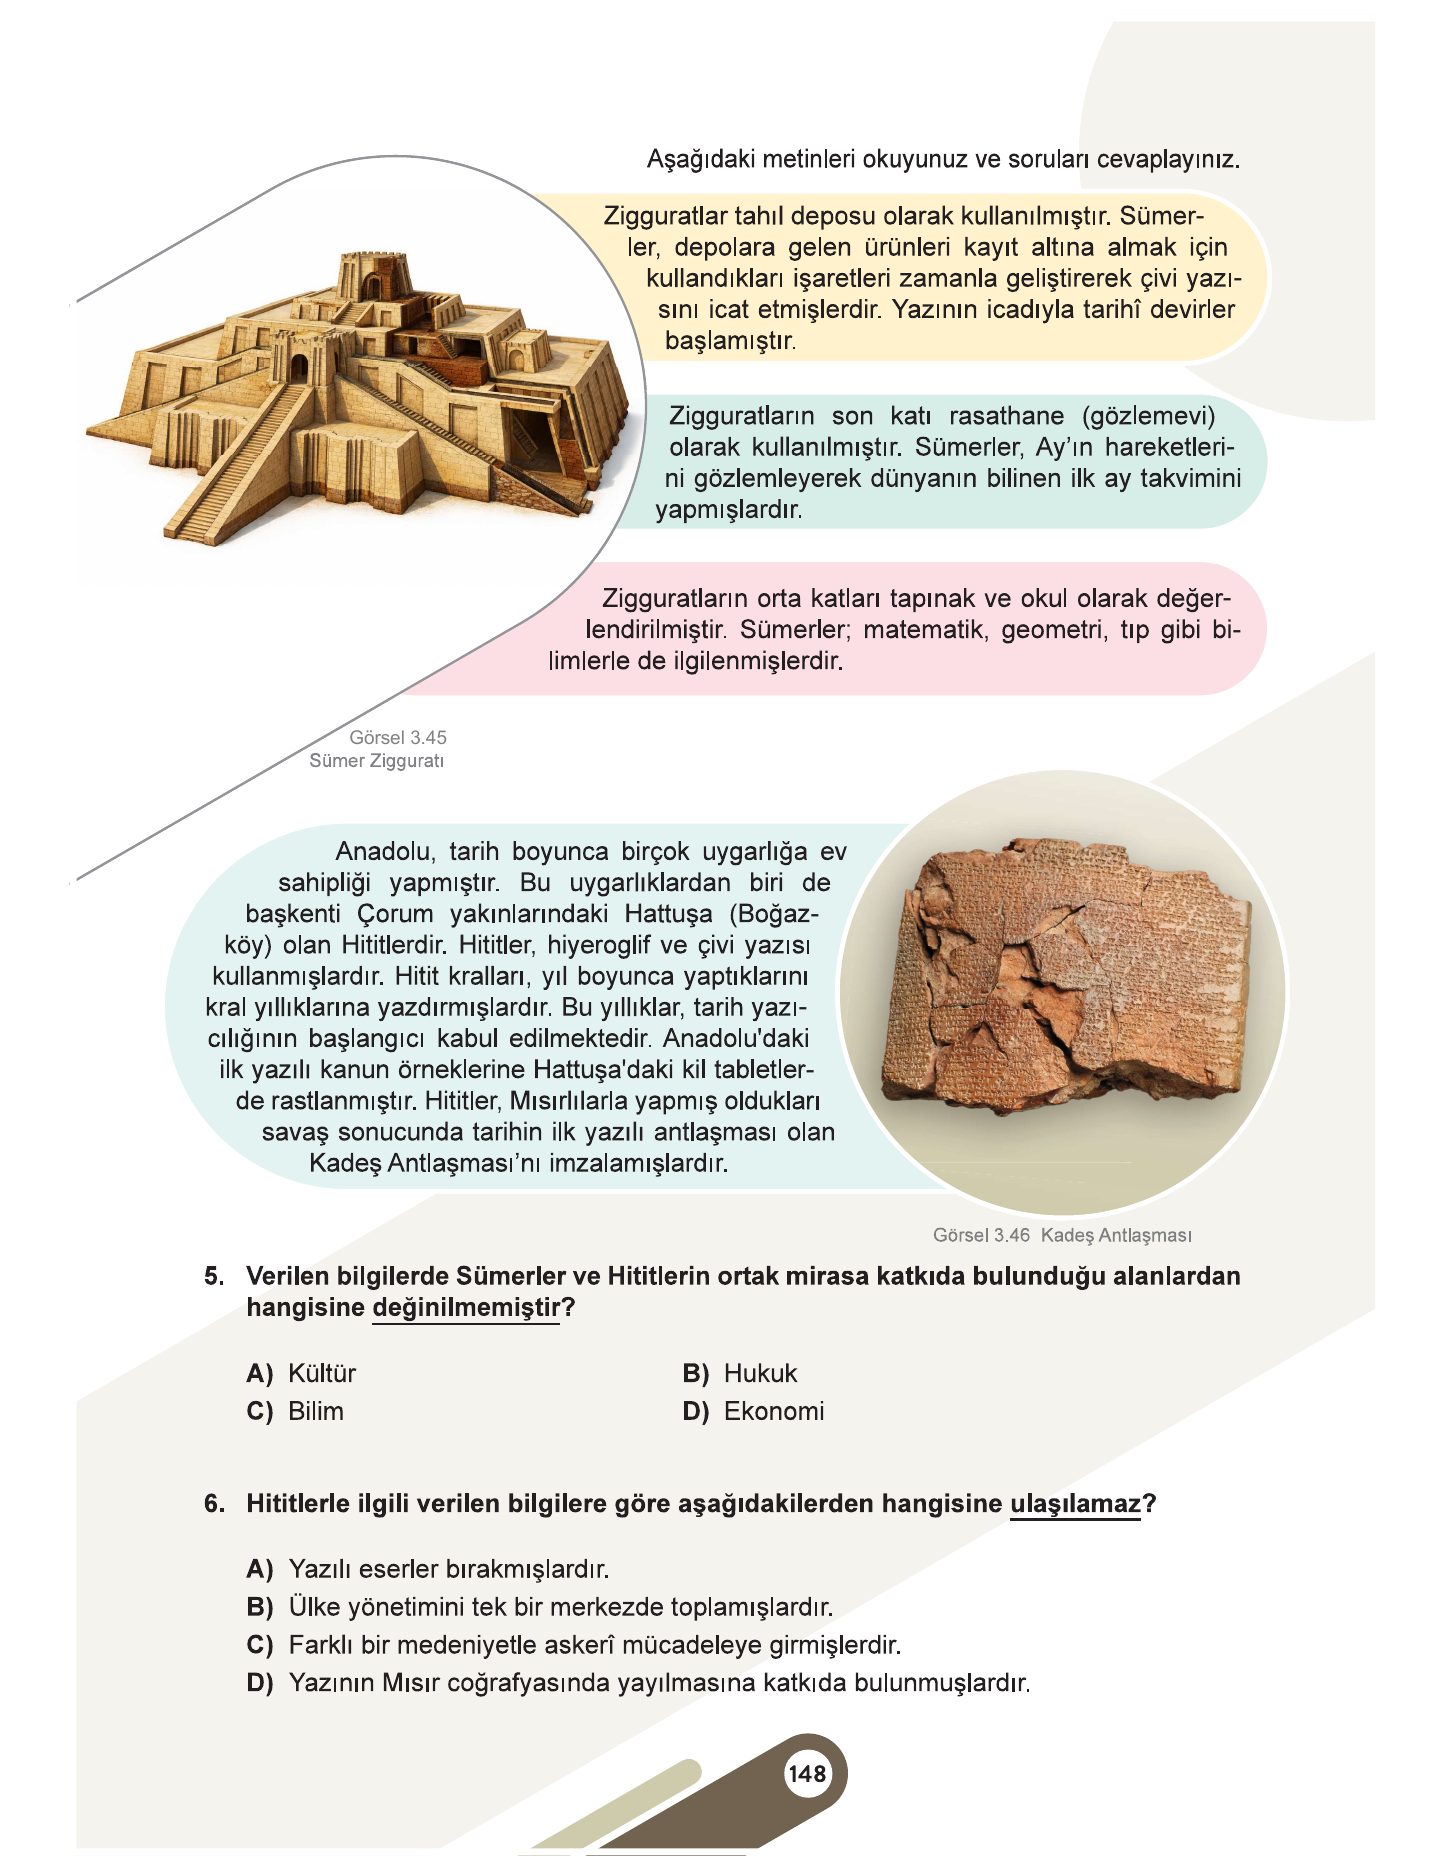 Aşağıdaki metinleri okuyunuz ve soruları cevaplayınız.
Zigguratlar tahıl deposu olarak kullanılmıştır. Sümer-
ler, depolara gelen ürünleri kayıt altına almak için
kullandıkları işaretleri zamanla geliştirerek çivi yazı-
sını icat etmişlerdir. Yazının icadıyla tarihî devirler
başlamıştır.
Zigguratların son katı rasathane (gözlemevi)
olarak kullanılmıştır. Sümerler, Ay’ın hareketleri-
ni gözlemleyerek dünyanın bilinen ilk ay takvimini
yapmışlardır.
Zigguratların orta katları tapınak ve okul olarak değer-
lendirilmiştir. Sümerler; matematik, geometri, tıp gibi bi-
limlerle de ilgilenmişlerdir.
Görsel 3.45
Sümer Zigguratı
Anadolu, tarih boyunca birçok uygarlığa ev
sahipliği yapmıştır. Bu uygarlıklardan biri de
başkenti Çorum yakınlarındaki Hattuşa (Boğaz-
köy) olan Hititlerdir. Hititler, hiyeroglif ve çivi yazısı
kullanmışlardır. Hitit kralları, yıl boyunca yaptıklarını
kral yıllıklarına yazdırmışlardır. Bu yıllıklar, tarih yazı-
cılığının başlangıcı kabul edilmektedir. Anadolu'daki
ilk yazılı kanun örneklerine Hattuşa'daki kil tabletler-
de rastlanmıştır. Hititler, Mısırlılarla yapmış oldukları
savaş sonucunda tarihin ilk yazılı antlaşması olan
Kadeş Antlaşması’nı imzalamışlardır.
Görsel 3.46 Kadeş Antlaşması
5. Verilen bilgilerde Sümerler ve Hititlerin ortak mirasa katkıda bulunduğu alanlardan
hangisine değinilmemiştir?
A) Kültür
B) Hukuk
C) Bilim
D) Ekonomi
6. Hititlerle ilgili verilen bilgilere göre aşağıdakilerden hangisine ulaşılamaz?
A) Yazılı eserler bırakmışlardır.
B) Ülke yönetimini tek bir merkezde toplamışlardır.
C) Farklı bir medeniyetle askerî mücadeleye girmişlerdir.
D) Yazının Mısır coğrafyasında yayılmasına katkıda bulunmuşlardır.
148